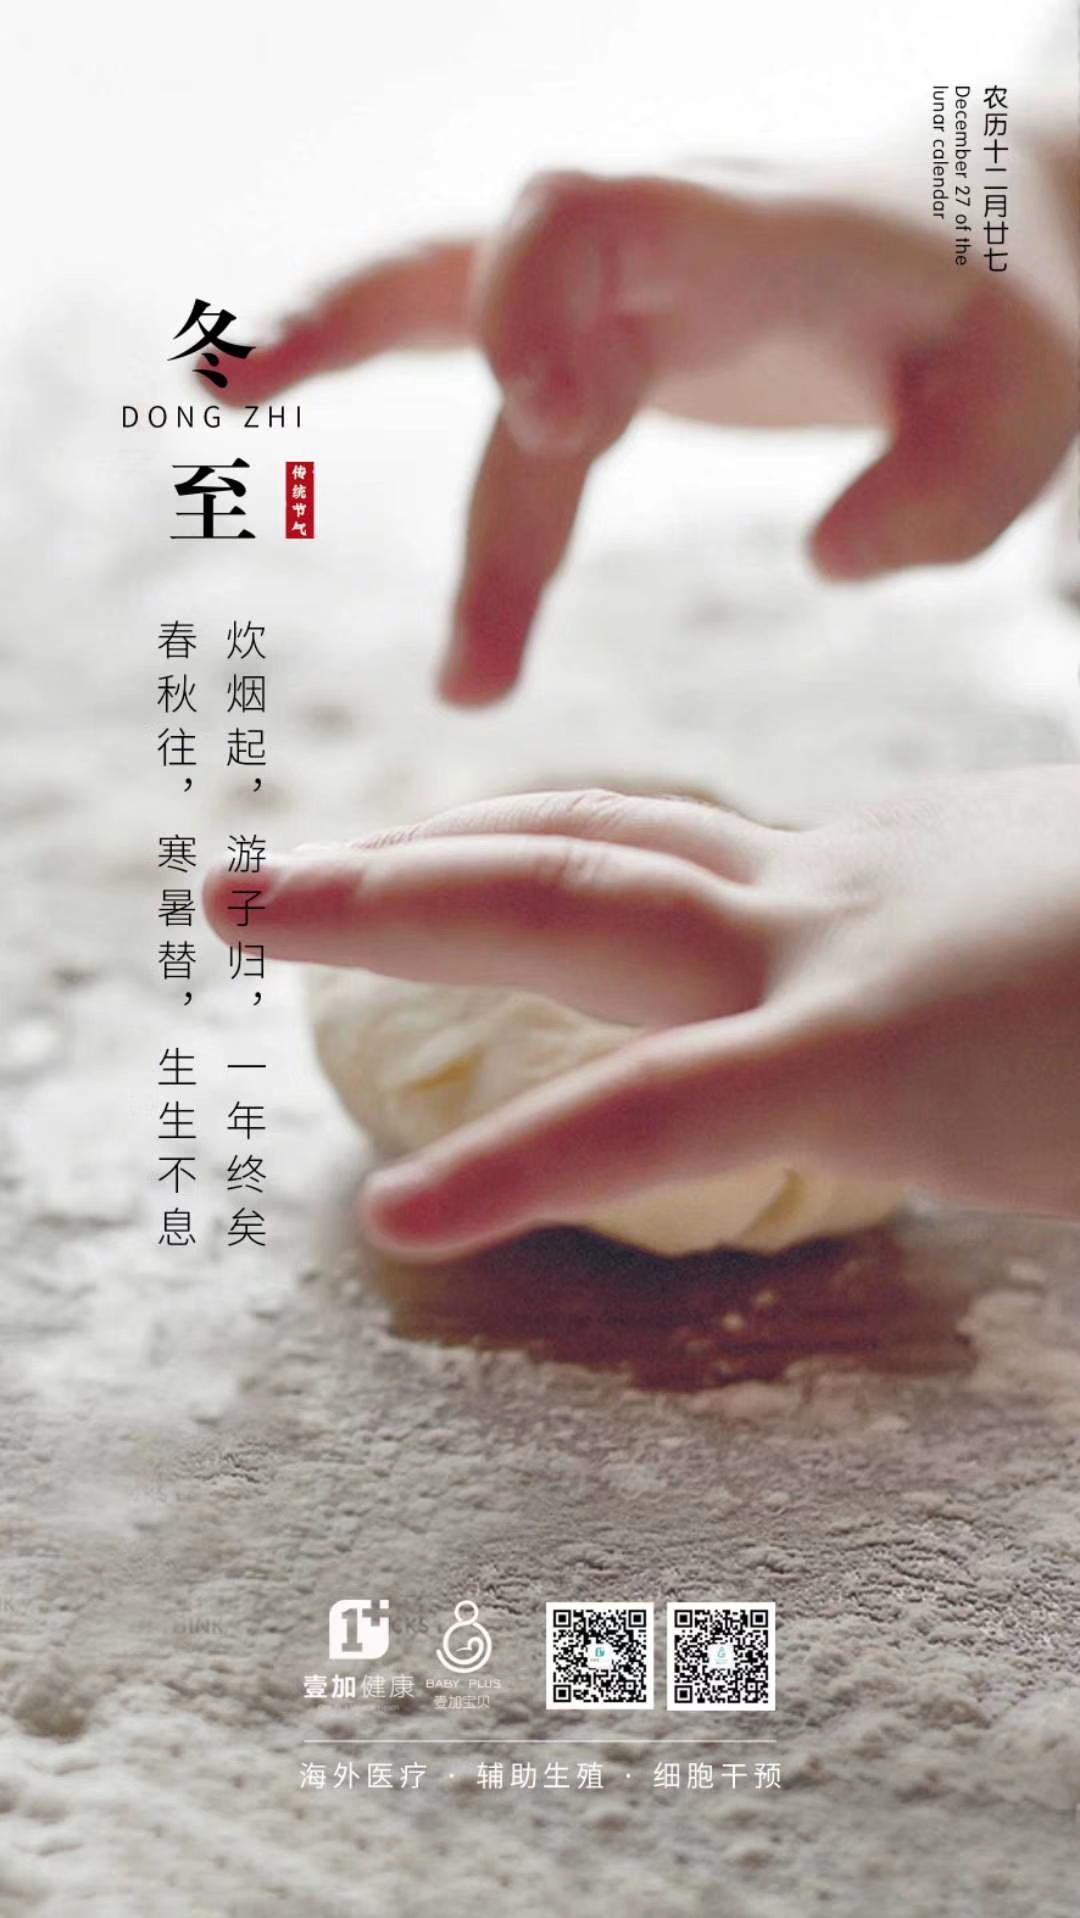 农历十二月廿七
December 27 of the
lunar calendar
冬
DONG ZHI
至
传统节气
炊烟起，游子归，一年终矣
春秋往，寒暑替，生生不息
1+
壹加健康
BABY PLUS
壹加宝贝
海外医疗 · 辅助生殖 · 细胞干预